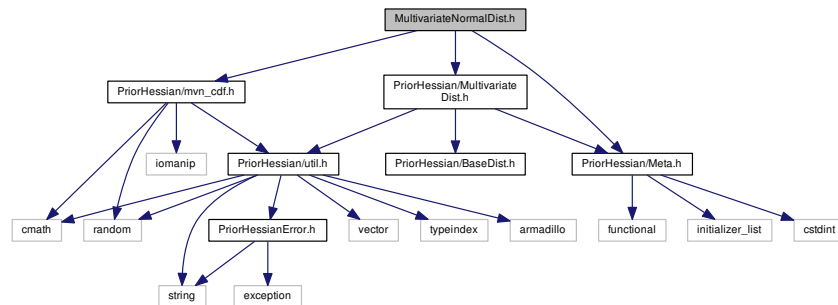 MultivariateNormalDist.h
PriorHessian/mvn_cdf.h
PriorHessian/Multivariate
Dist.h
iomanip
PriorHessian/util.h
PriorHessian/BaseDist.h
PriorHessian/Meta.h
cmath
random
PriorHessianError.h
vector
typeindex
armadillo
functional
initializer_list
cstdint
string
exception